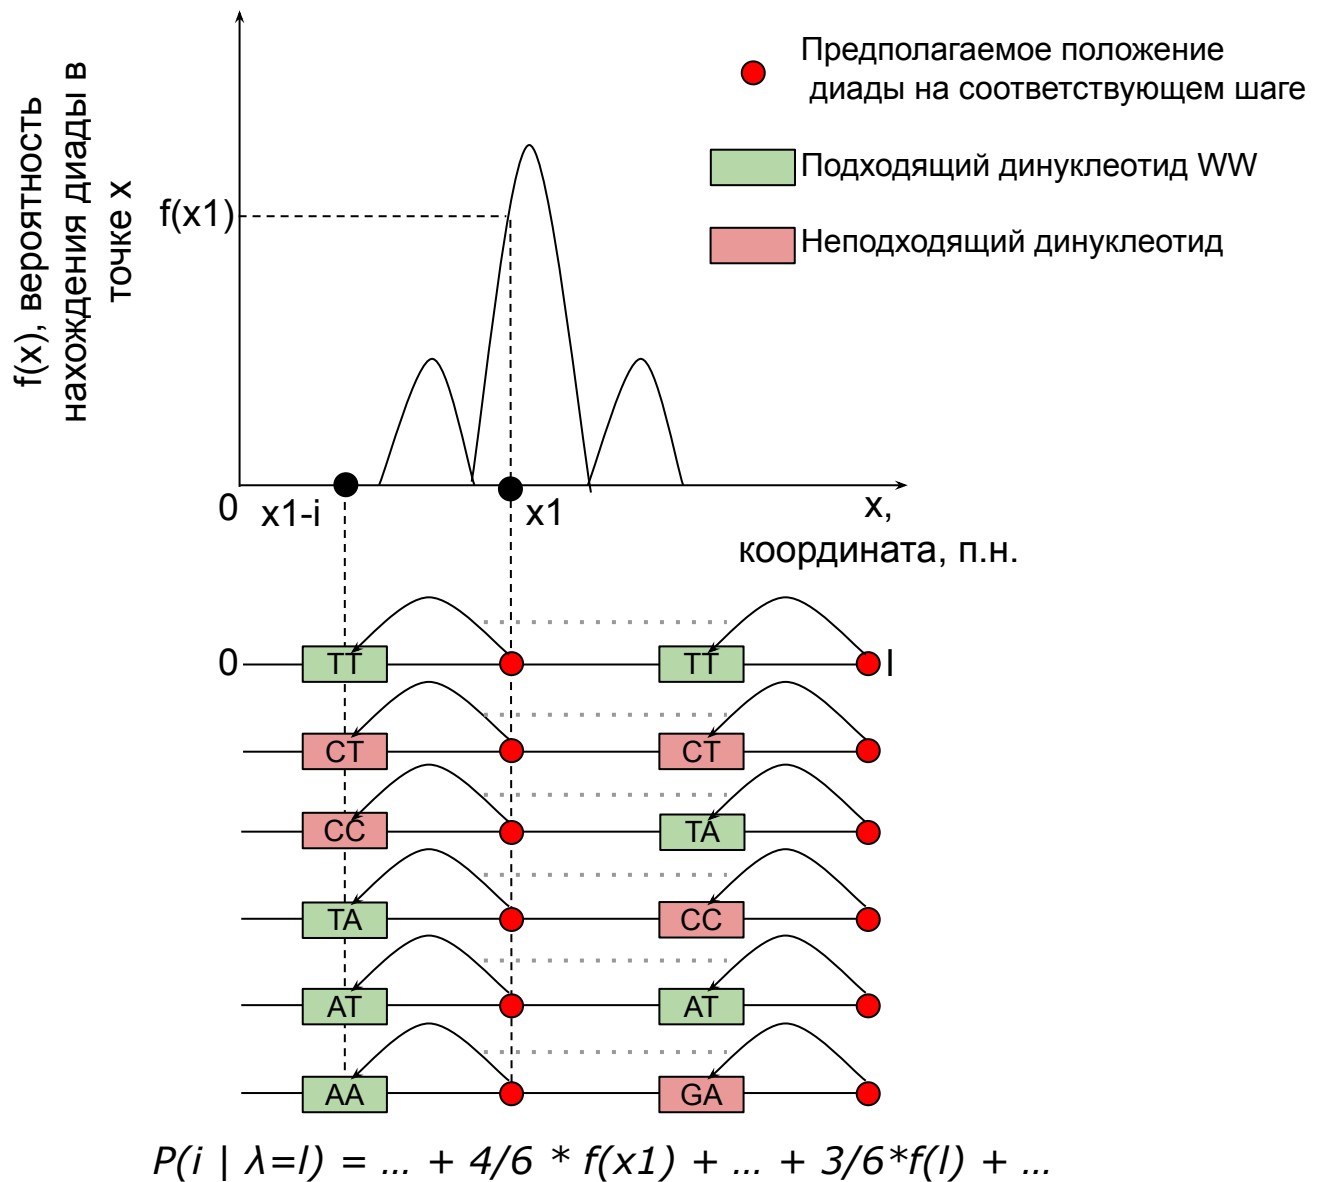 f(x), вероятность
нахождения диады в
точке x
f(x1)
Предполагаемое положение
диады на соответствующем шаге
Подходящий динуклеотид WW
Неподходящий динуклеотид
0
x1-i
x1
x,
координата, п.н.
0
TT
TT
l
CT
CT
CC
TA
TA
CC
AT
AT
AA
GA
P(i | λ=l) = ... + 4/6 * f(x1) + ... + 3/6*f(l) + ...